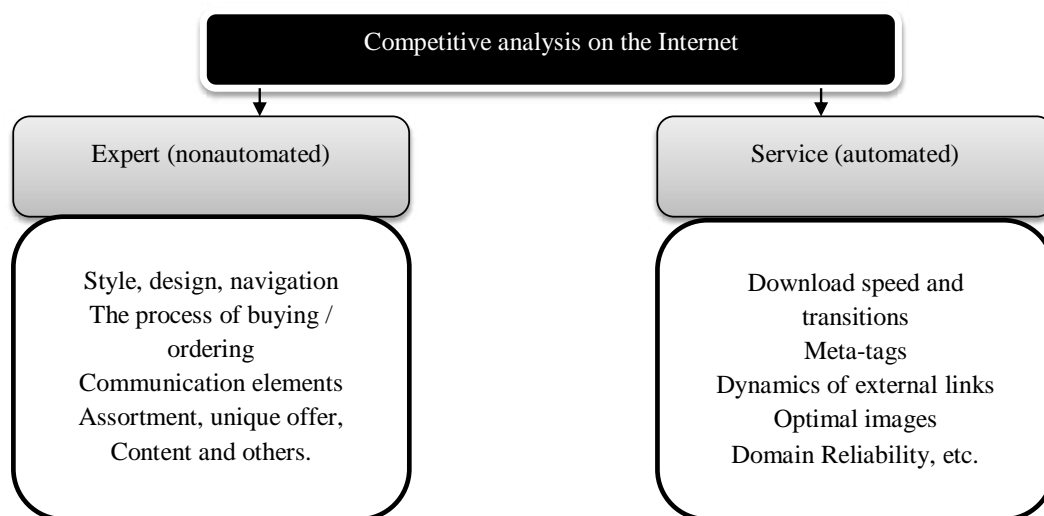 Competitive analysis on the Internet
Expert (nonautomated)
Service (automated)
Style, design, navigation
The process of buying /
ordering
Communication elements
Assortment, unique offer,
Content and others.
Download speed and
transitions
Meta-tags
Dynamics of external links
Optimal images
Domain Reliability, etc.